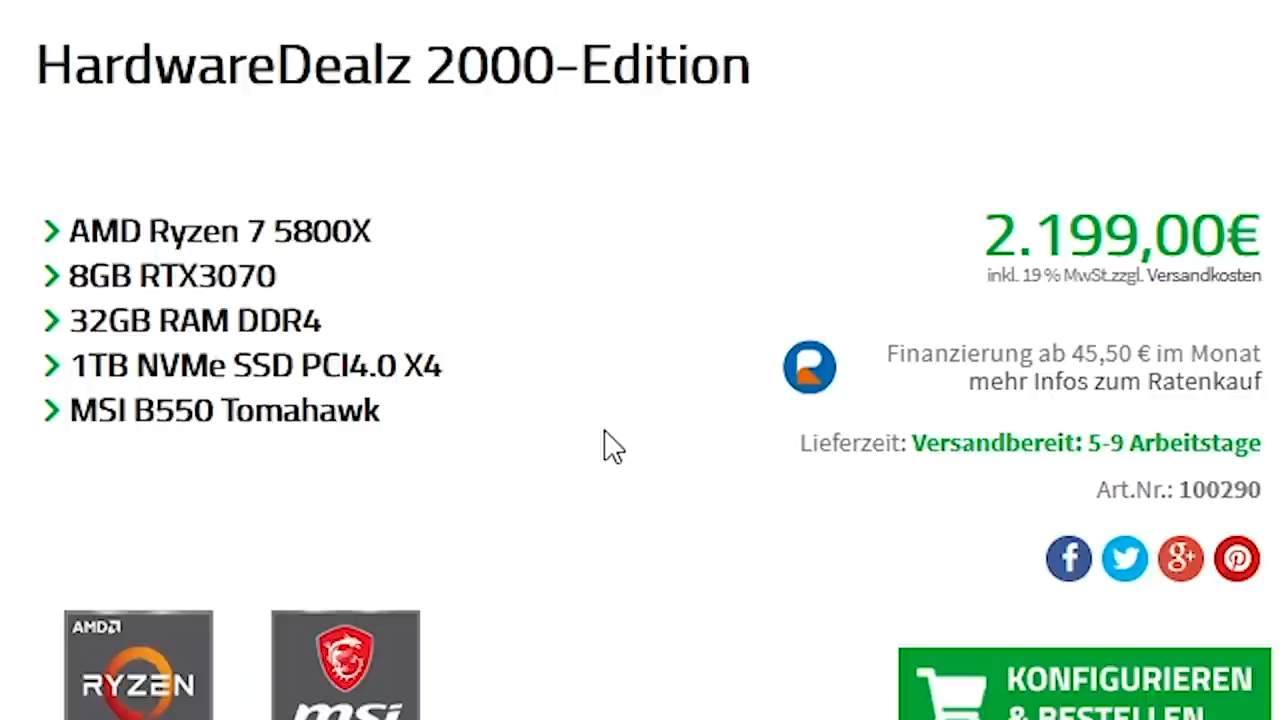 HardwareDealz 2000-Edition
AMD Ryzen 7 5800X
8GB RTX3070
32GB RAM DDR4
1TB NVMe SSD PCI4.0 X4
MSI B550 Tomahawk
2.199,00€
inkl. 19 % MwSt.zzgl. Versandkosten
Finanzierung ab 45,50 € im Monat
mehr Infos zum Ratenkauf
Lieferzeit: Versandbereit: 5-9 Arbeitstage
Art.Nr.: 100290
AMD
RYZEN
msi
KONFIGURIEREN
& BESTELLEN